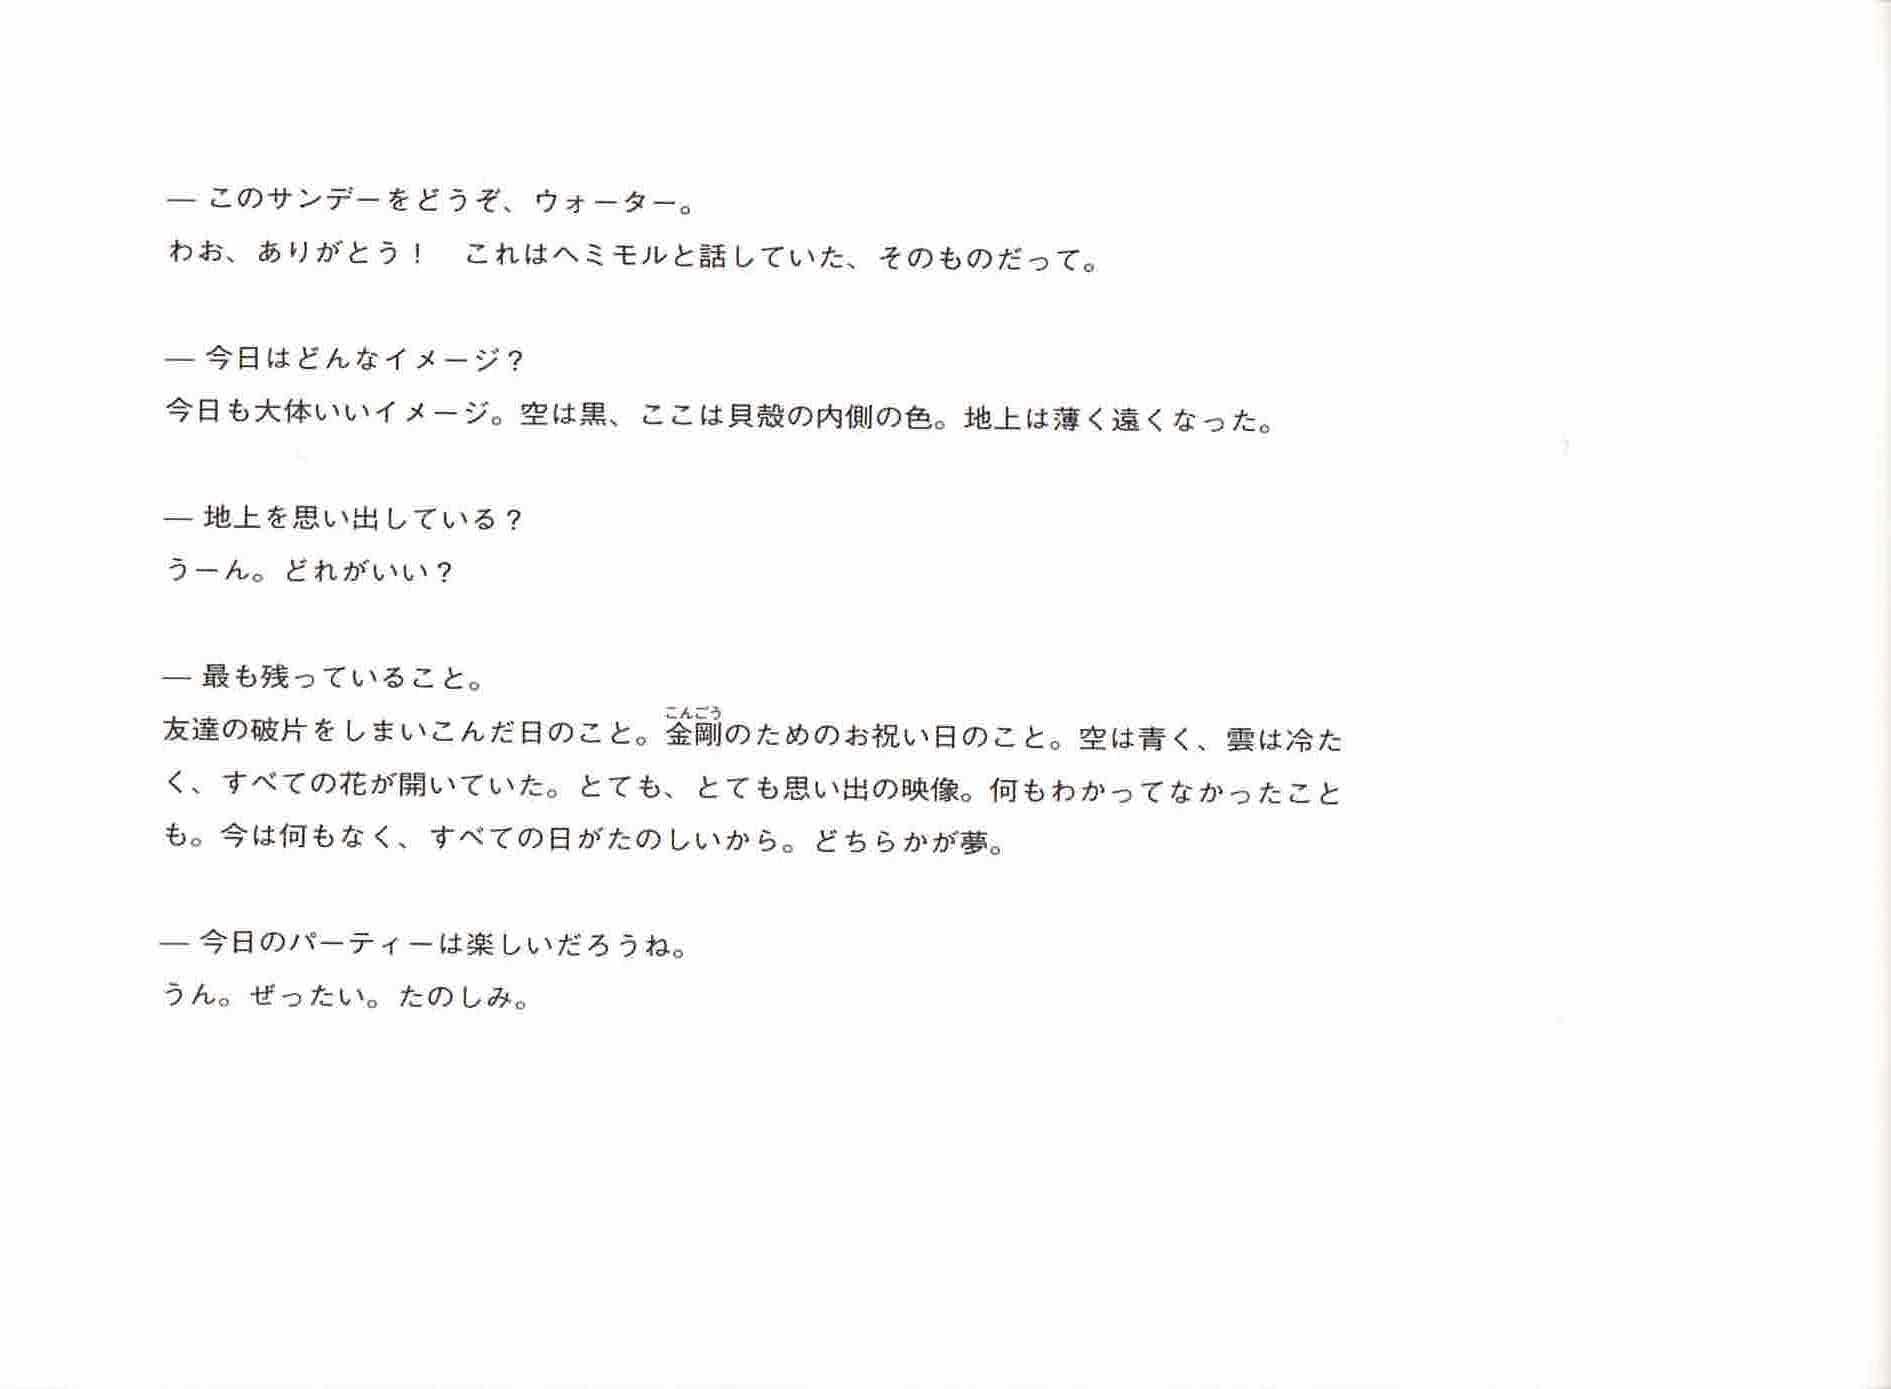 — このサンデーをどうぞ、ウォーター。
わお、ありがとう！　これはヘミモルと話していた、そのものだって。
— 今日はどんなイメージ？
今日も大体いいイメージ。空は黒、ここは貝殻の内側の色。地上は薄く遠くなった。
— 地上を思い出している？
うーん。どれがいい？
— 最も残っていること。
こんごう
友達の破片をしまいこんだ日のこと。金剛のためのお祝い日のこと。空は青く、雲は冷た
く、すべての花が開いていた。とても、とても思い出の映像。何もわかってなかったこと
も。今は何もなく、すべての日がたのしいから。どちらかが夢。
— 今日のパーティーは楽しいだろうね。
うん。ぜったい。たのしみ。